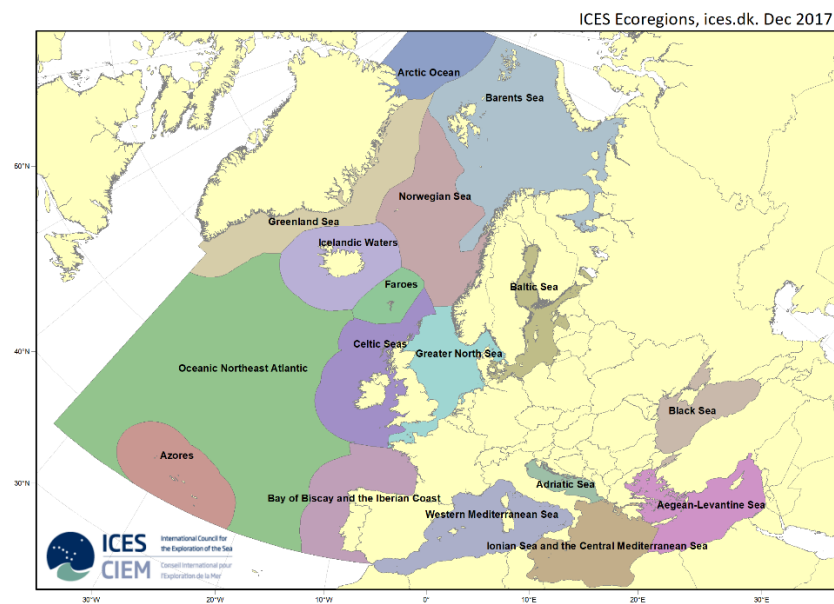 ICES Ecoregions, ices.dk. Dec 2017
Arctic Ocean
Barents Sea
50°N
Norwegian Sea
Greenland Sea
Icelandic Waters
Faroes
Baltic Sea
40°N
Celtic Seas
Greater North Sea
Oceanic Northeast Atlantic
Black Sea
Azores
30°N
Adriatic Sea
Bay of Biscay and the Iberian Coast
Aegean-Levantine Sea
Western Mediterranean Sea
Ionian Sea and the Central Mediterranean Sea
ICES
International Council for
the Exploration of the Sea
CIEM
Conseil International pour
l'Exploration de la Mer
30°W
20°W
10°W
0°
10°E
20°E
30°E